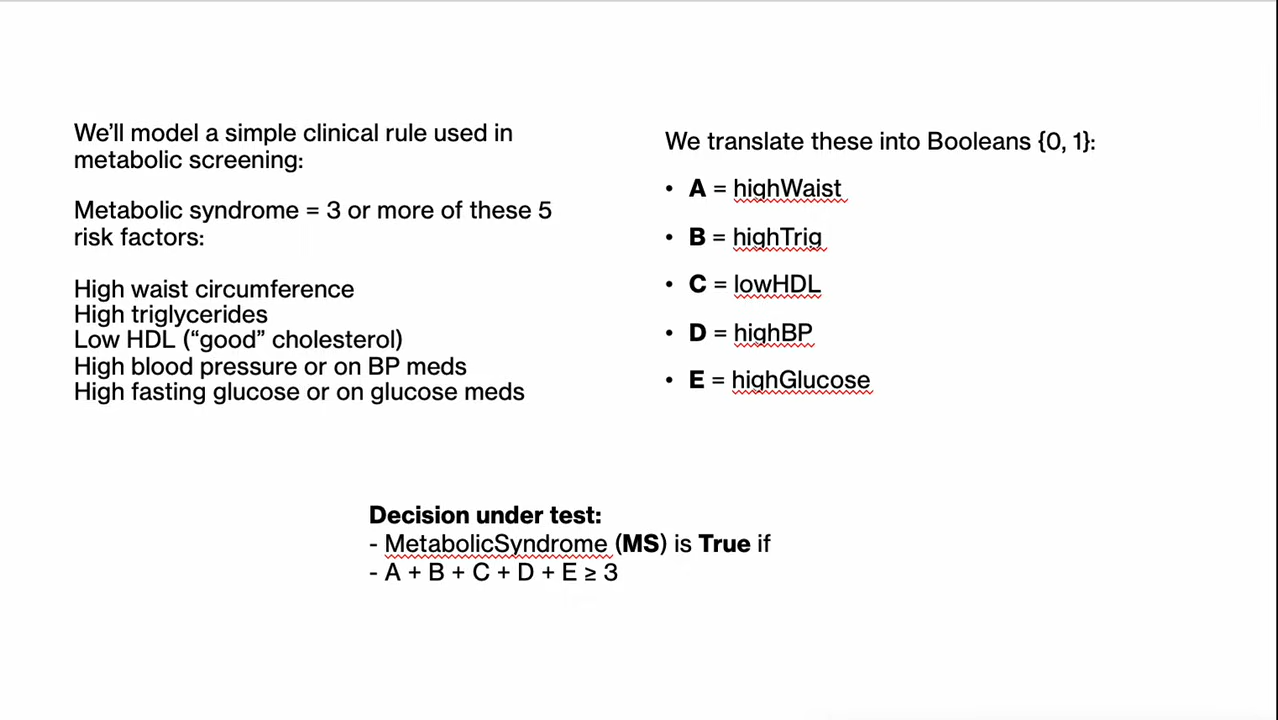 We’ll model a simple clinical rule used in
metabolic screening:
Metabolic syndrome = 3 or more of these 5
risk factors:
High waist circumference
High triglycerides
Low HDL (“good” cholesterol)
High blood pressure or on BP meds
High fasting glucose or on glucose meds
We translate these into Booleans {0, 1}:
• A = highWaist
• B = highTrig
• C = lowHDL
• D = highBP
• E = highGlucose
Decision under test:
- MetabolicSyndrome (MS) is True if
- A + B + C + D + E ≥ 3